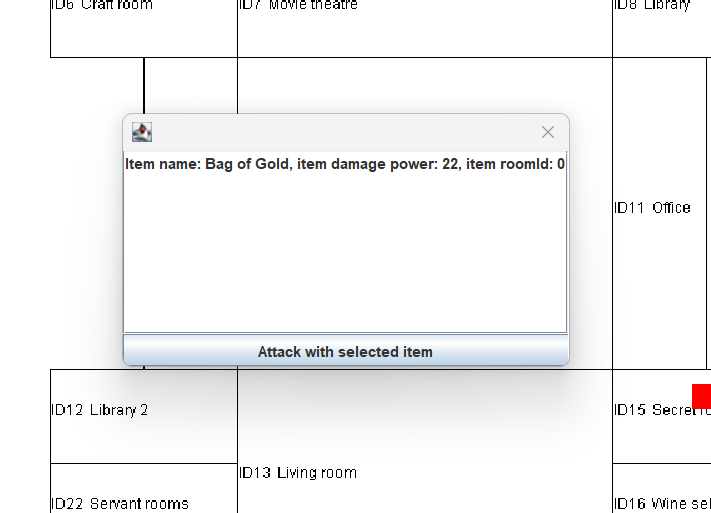 ID6 Craft room
ID7 Movie theatre
ID8 Library
Item name: Bag of Gold, item damage power: 22, item roomId: 0
ID11 Office
Attack with selected item
ID12 Library 2
ID15 Secret
ID13 Living room
ID22 Servant rooms
ID16 Wine